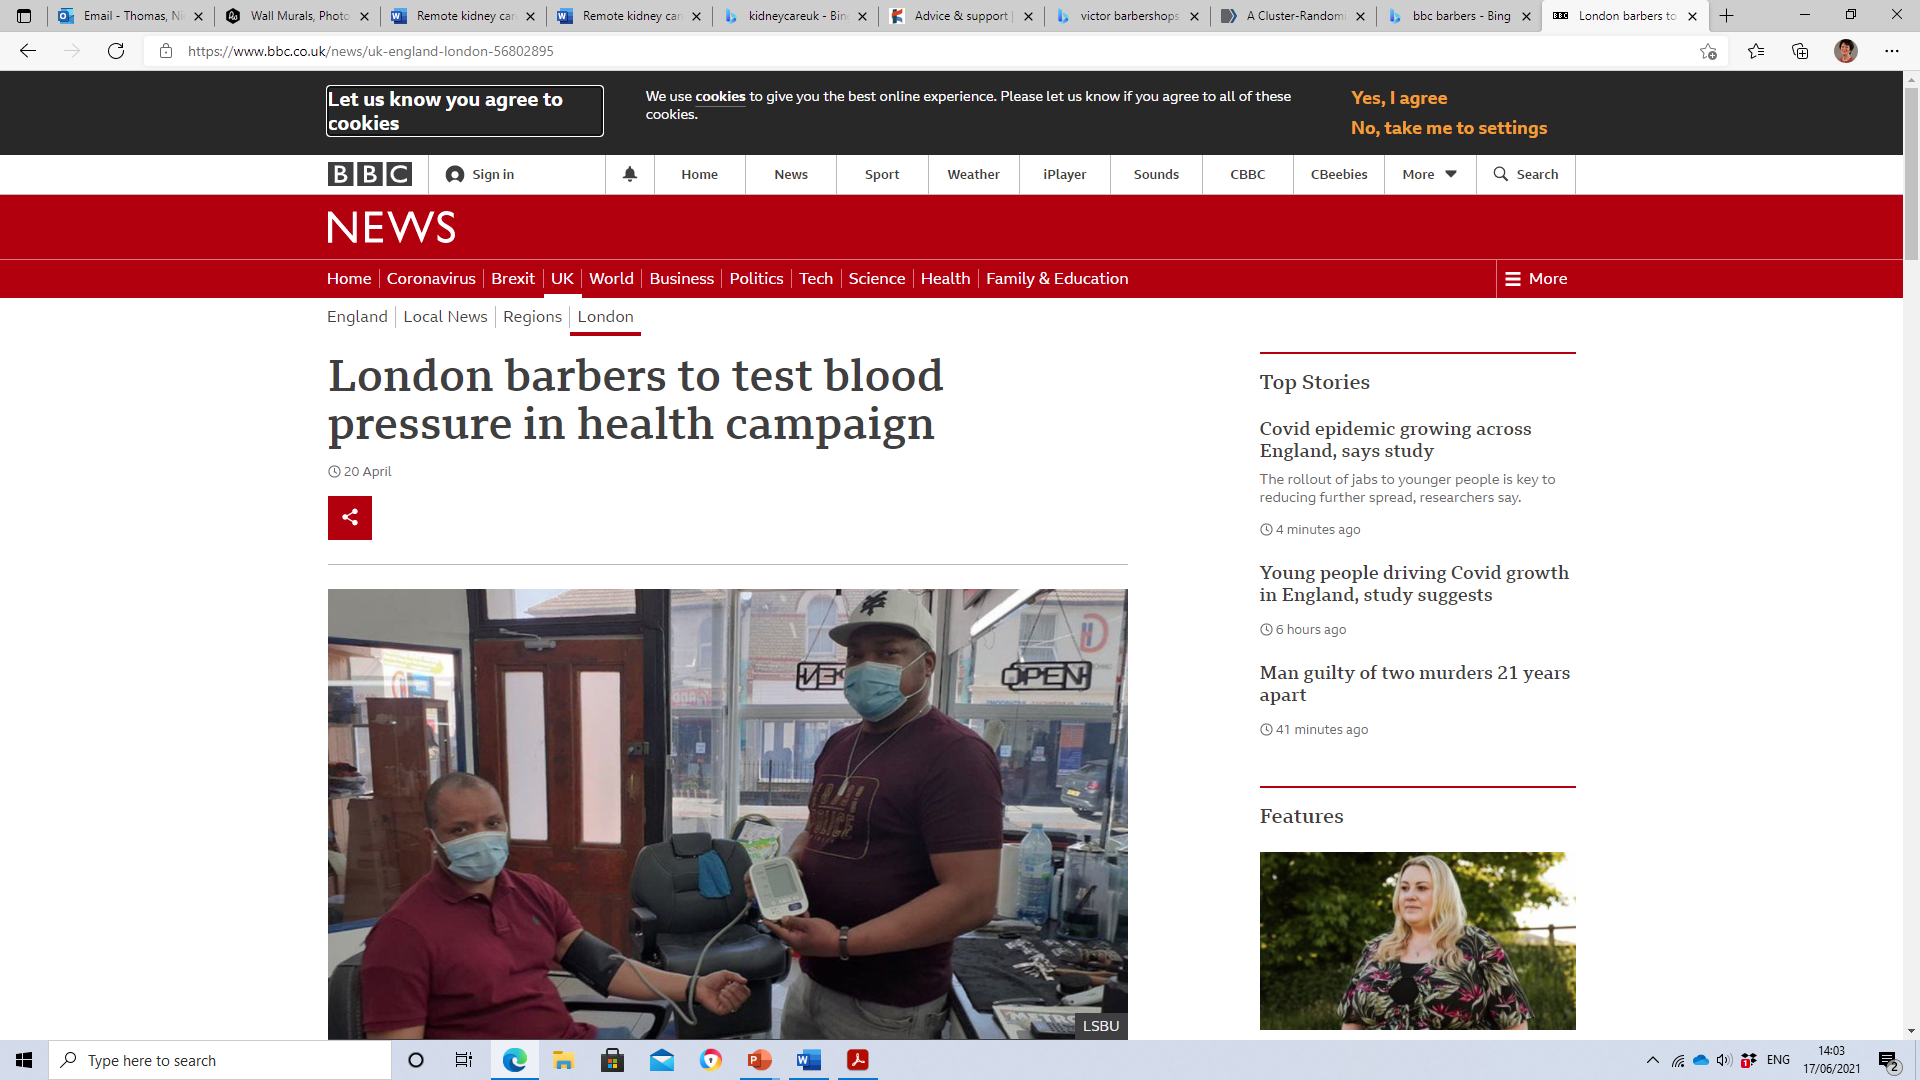 Email - Thomas, Ni
Wall Murals, Photo
Remote kidney car
Remote kidney can
kidneycareuk - Bin
Advice & support |
victor barbershops
A Cluster-Randomi
bbc barbers - Bing
London barbers to
https://www.bbc.co.uk/news/uk-england-london-56802895
Let us know you agree to
cookies
We use cookies to give you the best online experience. Please let us know if you agree to all of these
cookies.
Yes, I agree
No, take me to settings
BBC
Sign in
Home
News
Sport
Weather
iPlayer
Sounds
CBBC
CBeebies
More
Search
NEWS
Home
Coronavirus
Brexit
UK
World
Business
Politics
Tech
Science
Health
Family & Education
More
England
Local News
Regions
London
London barbers to test blood
pressure in health campaign
20 April
OPEN
METRO
LSBU
Top Stories
Covid epidemic growing across
England, says study
The rollout of jabs to younger people is key to
reducing further spread, researchers say.
4 minutes ago
Young people driving Covid growth
in England, study suggests
6 hours ago
Man guilty of two murders 21 years
apart
41 minutes ago
Features
Type here to search
ENG
14:03
17/06/2021
2